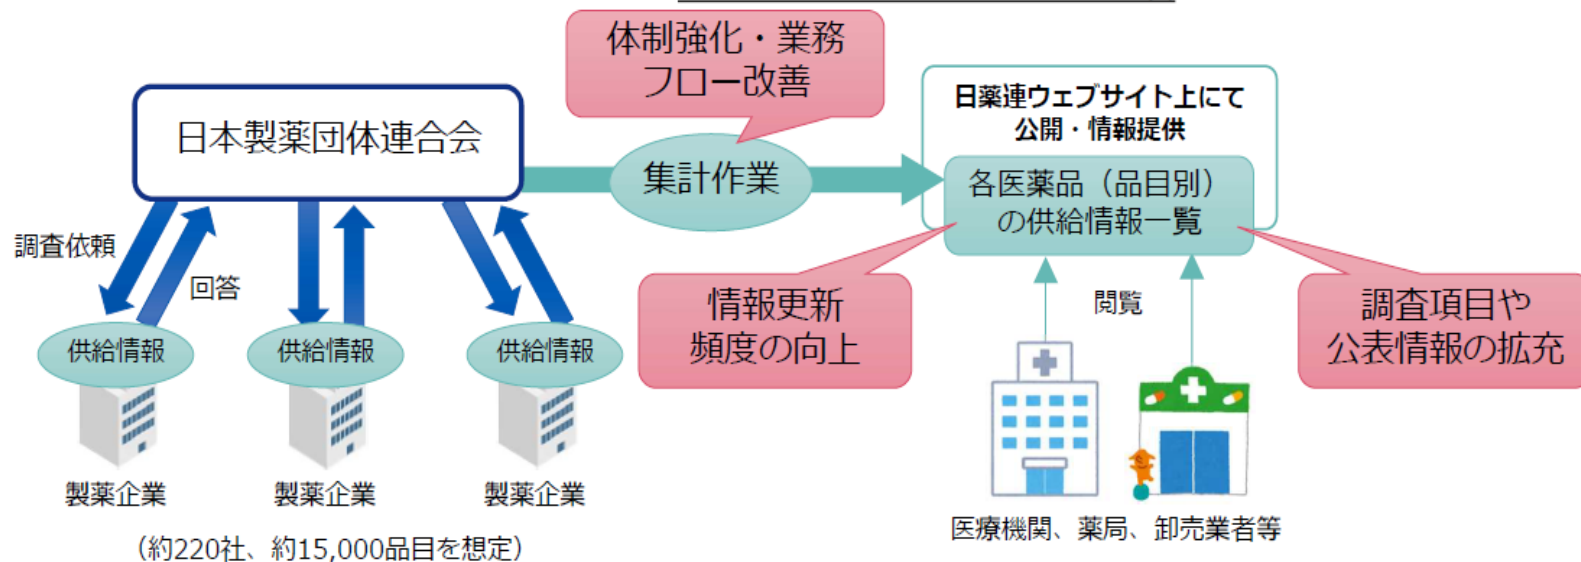 体制強化・業務
フロー改善
日本製薬団体連合会
集計作業
日薬連ウェブサイト上にて
公開・情報提供
各医薬品（品目別）
の供給情報一覧
調査依頼
回答
情報更新
頻度の向上
閲覧
調査項目や
公表情報の拡充
供給情報
供給情報
供給情報
製薬企業
製薬企業
製薬企業
医療機関、薬局、卸売業者等
（約220社、約15,000品目を想定）